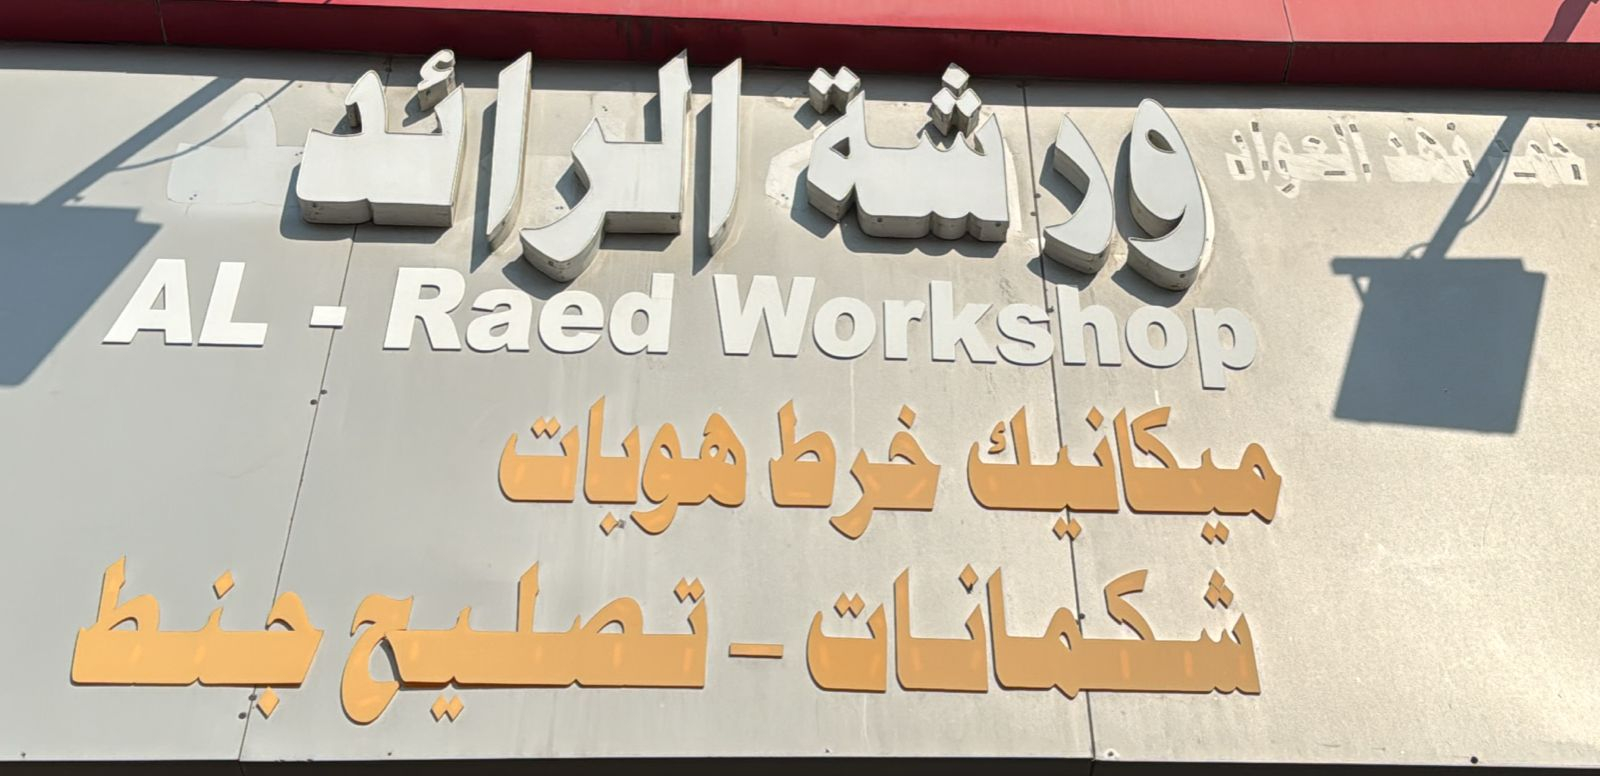 ورشة الرائد
AL - Raed Workshop
ميكانيك خرط هوبات
شكمانات - تصليح جنط